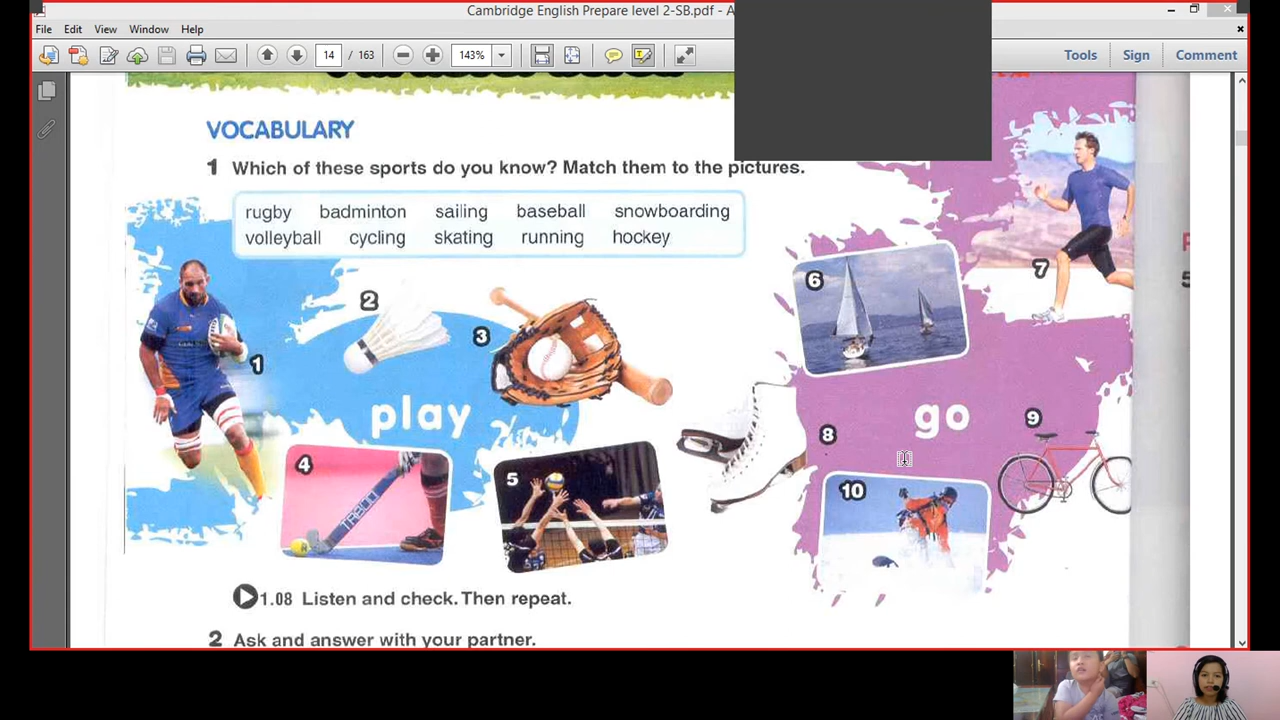 Cambridge English Prepare level 2-SB.pdf - A
File Edit View Window Help
14 / 163 143% Tools Sign Comment
VOCABULARY
1 Which of these sports do you know? Match them to the pictures.
rugby badminton sailing baseball snowboarding
volleyball cycling skating running hockey
1
2
3
4
5
play
TABOO
6
7
8
9
10
go
5
1.08 Listen and check. Then repeat.
2 Ask and answer with your partner.